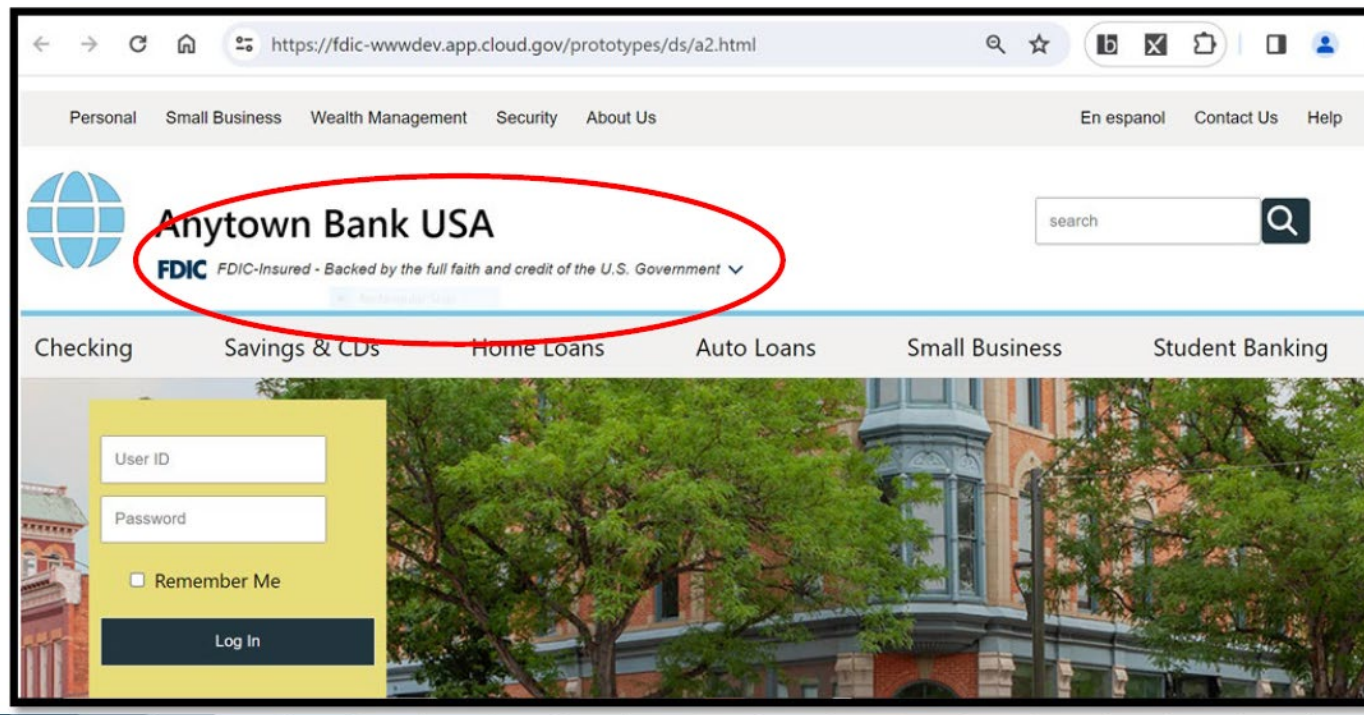 https://fdic-wwwdev.app.cloud.gov/prototypes/ds/a2.html
Personal Small Business Wealth Management Security About Us En espanol Contact Us Help
Anytown Bank USA
search
FDIC FDIC-Insured - Backed by the full faith and credit of the U.S. Government
Checking Savings & CDs Home Loans Auto Loans Small Business Student Banking
User ID
Password
Remember Me
Log In